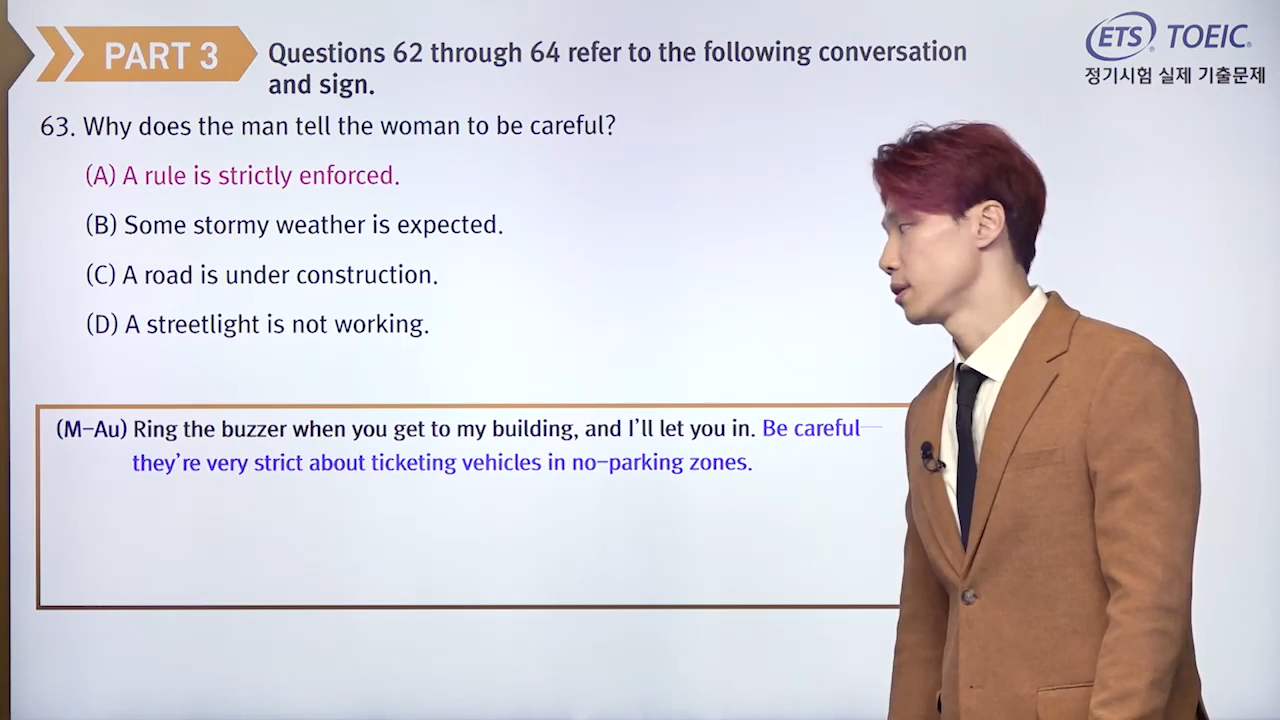 PART 3
Questions 62 through 64 refer to the following conversation
and sign.
ETS TOEIC
정기시험 실제 기출문제
63. Why does the man tell the woman to be careful?
(A) A rule is strictly enforced.
(B) Some stormy weather is expected.
(C) A road is under construction.
(D) A streetlight is not working.
(M-Au) Ring the buzzer when you get to my building, and I'll let you in. Be careful—
they're very strict about ticketing vehicles in no-parking zones.